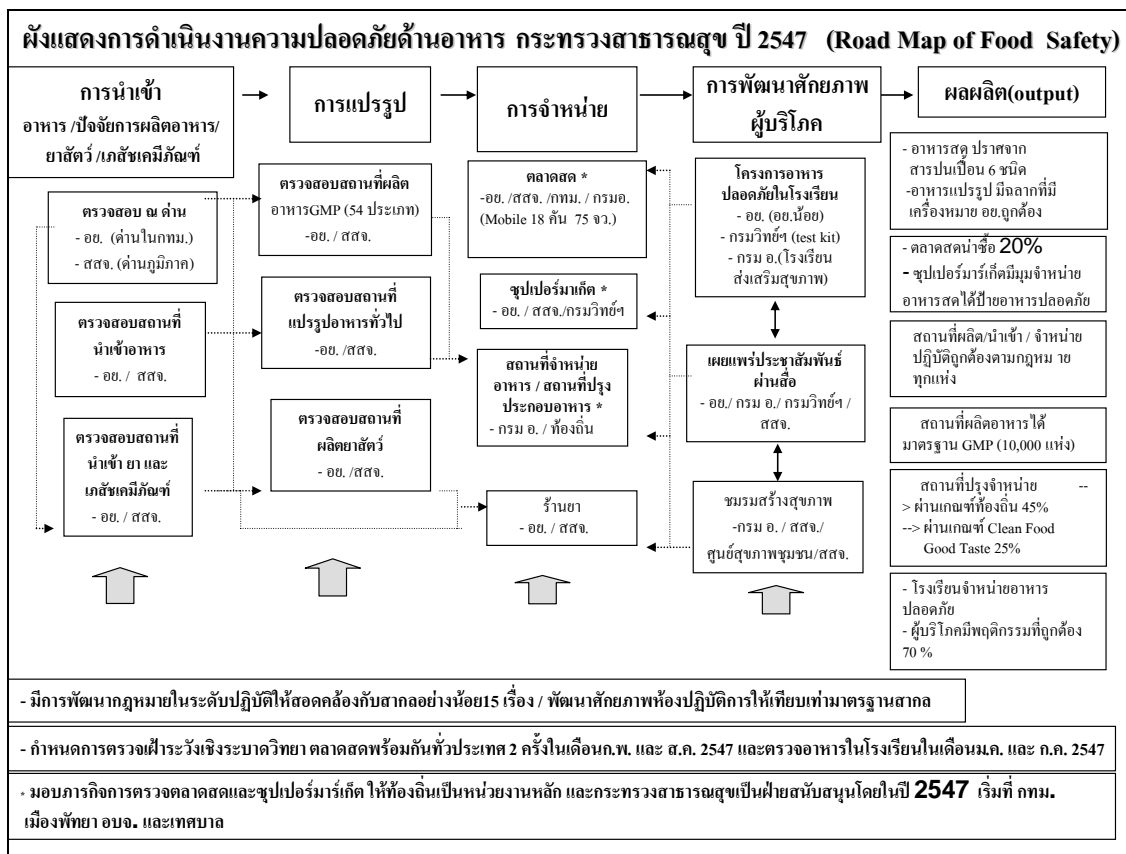 ผังแสดงการดำเนินงานความปลอดภัยด้านอาหาร กระทรวงสาธารณสุข ปี 2547 (Road Map of Food Safety)
การนำเข้า
อาหาร /ปัจจัยการผลิตอาหาร/
ยาสัตว์ /เภสัชเคมีภัณฑ์
ตรวจสอบ ณ ด่าน
- อย. (ด่านในกทม.)
- สสจ. (ด่านภูมิภาค)
ตรวจสอบสถานที่
นำเข้าอาหาร
- อย. / สสจ.
ตรวจสอบสถานที่
นำเข้า ยา และ
เภสัชเคมีภัณฑ์
- อย. / สสจ.
การแปรรูป
ตรวจสอบสถานที่ผลิต
อาหารGMP (54 ประเภท)
-อย. / สสจ.
ตรวจสอบสถานที่
แปรรูปอาหารทั่วไป
-อย. /สสจ.
ตรวจสอบสถานที่
ผลิตยาสัตว์
- อย. /สสจ.
การจำหน่าย
ตลาดสด *
-อย. /สสจ. /กทม. / กรมอ.
(Mobile 18 คัน 75 จว.)
ซุปเปอร์มาเก็ต *
- อย. / สสจ./กรมวิทย์ฯ
สถานที่จำหน่าย
อาหาร / สถานที่ปรุง
ประกอบอาหาร *
- กรม อ. / ท้องถิ่น
ร้านยา
- อย. / สสจ.
การพัฒนาศักยภาพ
ผู้บริโภค
โครงการอาหาร
ปลอดภัยในโรงเรียน
- อย. (อย.น้อย)
- กรมวิทย์ฯ (test kit)
- กรม อ.(โรงเรียน
ส่งเสริมสุขภาพ)
เผยแพร่ประชาสัมพันธ์
ผ่านสื่อ
- อย./ กรม อ./ กรมวิทย์ฯ /
สสจ.
ชมรมสร้างสุขภาพ
-กรม อ. / สสจ./
ศูนย์สุขภาพชุมชน/สสจ.
ผลผลิต(output)
- อาหารสด ปราศจาก
สารปนเปื้อน 6 ชนิด
-อาหารแปรรูป มีฉลากที่มี
เครื่องหมาย อย.ถูกต้อง
- ตลาดสดน่าซื้อ 20%
- ซุปเปอร์มาร์เก็ตมีมุมจำหน่าย
อาหารสดได้ป้ายอาหารปลอดภัย
สถานที่ผลิต/นำเข้า / จำหน่าย
ปฏิบัติถูกต้องตามกฎหม าย
ทุกแห่ง
สถานที่ผลิตอาหารได้
มาตรฐาน GMP (10,000 แห่ง)
สถานที่ปรุงจำหน่าย --
> ผ่านเกณฑ์ท้องถิ่น 45%
--> ผ่านเกณฑ์ Clean Food
Good Taste 25%
- โรงเรียนจำหน่ายอาหาร
ปลอดภัย
- ผู้บริโภคมีพฤติกรรมที่ถูกต้อง
70 %
- มีการพัฒนากฎหมายในระดับปฏิบัติให้สอดคล้องกับสากลอย่างน้อย15 เรื่อง / พัฒนาศักยภาพห้องปฏิบัติการให้เทียบเท่ามาตรฐานสากล
- กำหนดการตรวจเฝ้าระวังเชิงระบาดวิทยา ตลาดสดพร้อมกันทั่วประเทศ 2 ครั้งในเดือนก.พ. และ ส.ค. 2547 และตรวจอาหารในโรงเรียนในเดือนม.ค. และ ก.ค. 2547
* มอบภารกิจการตรวจตลาดสดและซุปเปอร์มาร์เก็ต ให้ท้องถิ่นเป็นหน่วยงานหลัก และกระทรวงสาธารณสุขเป็นฝ่ายสนับสนุนโดยในปี 2547 เริ่มที่ กทม.
เมืองพัทยา อบจ. และเทศบาล